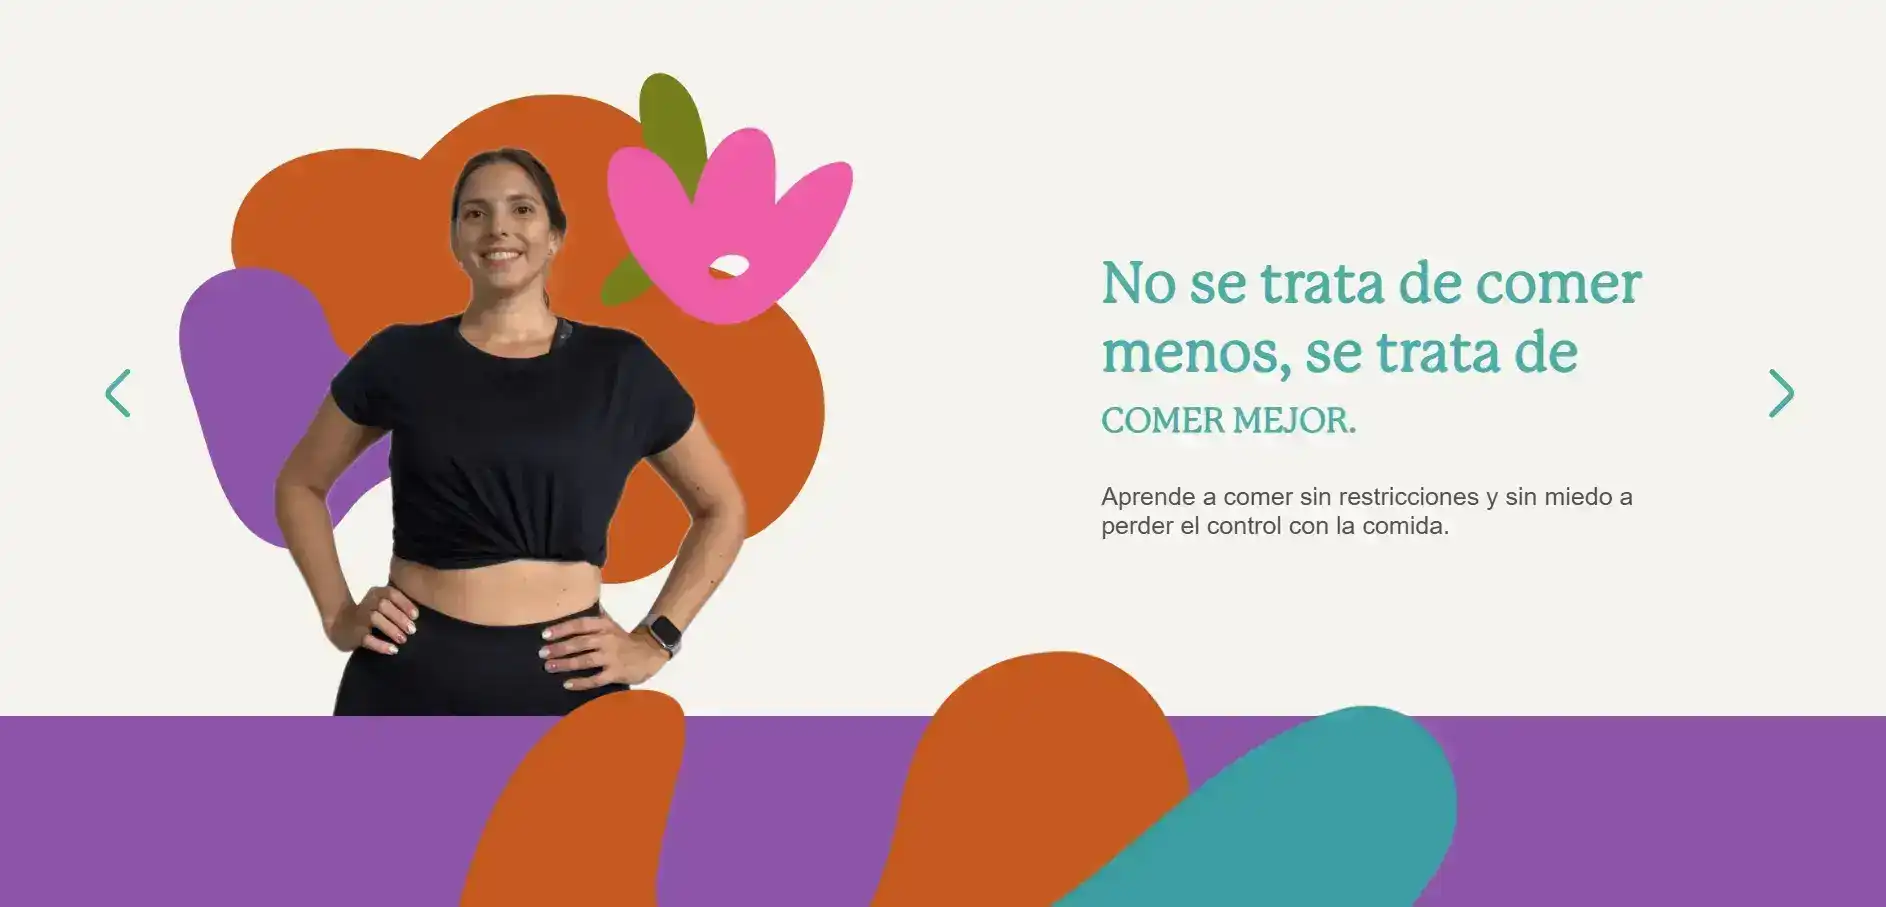 No se trata de comer
menos, se trata de
COMER MEJOR.
Aprende a comer sin restricciones y sin miedo a
perder el control con la comida.